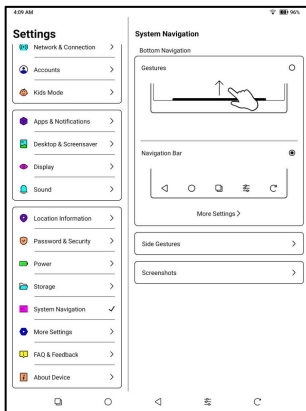 4:09 AM
96%
Settings
Network & Connection
Accounts
Kids Mode
Apps & Notifications
Desktop & Screensaver
Display
Sound
Location Information
Password & Security
Power
Storage
System Navigation
More Settings
FAQ & Feedback
About Device
System Navigation
Bottom Navigation
Gestures
Navigation Bar
More Settings
Side Gestures
Screenshots